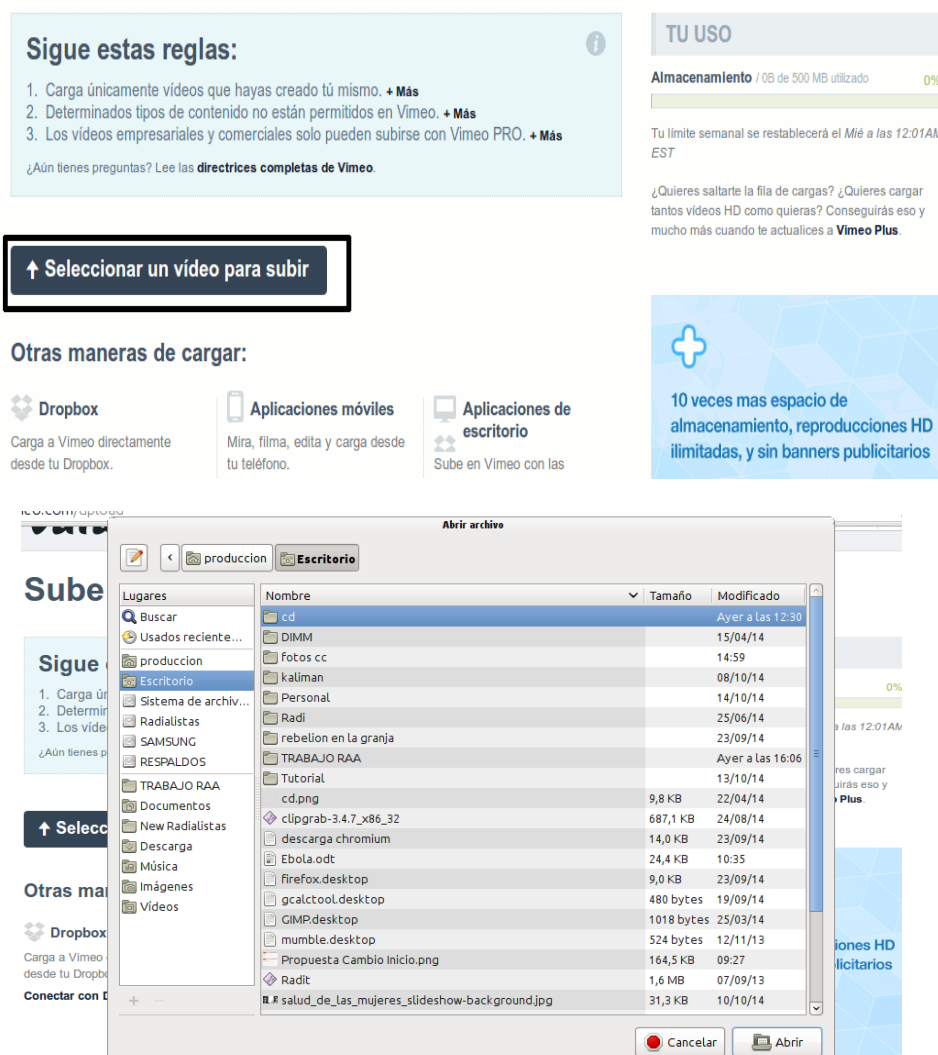 Sigue estas reglas:
1. Carga únicamente vídeos que hayas creado tú mismo. + Más
2. Determinados tipos de contenido no están permitidos en Vimeo. + Más
3. Los vídeos empresariales y comerciales solo pueden subirse con Vimeo PRO. + Más
¿Aún tienes preguntas? Lee las directrices completas de Vimeo.
Seleccionar un vídeo para subir
Otras maneras de cargar:
Dropbox
Carga a Vimeo directamente
desde tu Dropbox.
Aplicaciones móviles
Mira, filma, edita y carga desde
tu teléfono.
Aplicaciones de
escritorio
Sube en Vimeo con las
TU USO
Almacenamiento / 0B de 500 MB utilizado 0%
Tu límite semanal se restablecerá el Mié a las 12:01AM
EST
¿Quieres saltarte la fila de cargas? ¿Quieres cargar
tantos vídeos HD como quieras? Conseguirás eso y
mucho más cuando te actualices a Vimeo Plus.
10 veces mas espacio de
almacenamiento, reproducciones HD
ilimitadas, y sin banners publicitarios
Abrir archivo
produccion Escritorio
Lugares
Buscar
Usados reciente...
produccion
Escritorio
Sistema de archiv...
Radialistas
SAMSUNG
RESPALDOS
TRABAJO RAA
Documentos
New Radialistas
Descarga
Música
Imágenes
Vídeos
Nombre Tamaño Modificado
cd Ayer a las 12:30
DIMM 15/04/14
fotos cc 14:59
kaliman 08/10/14
Personal 14/10/14
Radi 25/06/14
rebelion en la granja 23/09/14
TRABAJO RAA Ayer a las 16:06
Tutorial 13/10/14
cd.png 9,8 KB 22/04/14
clipgrab-3.4.7_x86_32 687,1 KB 24/08/14
descarga chromium 14,0 KB 23/09/14
Ebola.odt 24,4 KB 10:35
firefox.desktop 9,0 KB 23/09/14
gcalctool.desktop 480 bytes 19/09/14
GIMP.desktop 1018 bytes 25/03/14
mumble.desktop 524 bytes 12/11/13
Propuesta Cambio Inicio.png 164,5 KB 09:27
Radit 1,6 MB 07/09/13
salud_de_las_mujeres_slideshow-background.jpg 31,3 KB 10/10/14
Cancelar Abrir
Sube
Sigue
1. Carga
2. Determin
3. Los víde
¿Aún tienes p
Selecc
Otras ma
Dropbox
Carga a Vimeo
desde tu Dropb
Conectar con
0%
a las 12:01AM
res cargar
uirás eso y
Plus.
iones HD
licitarios